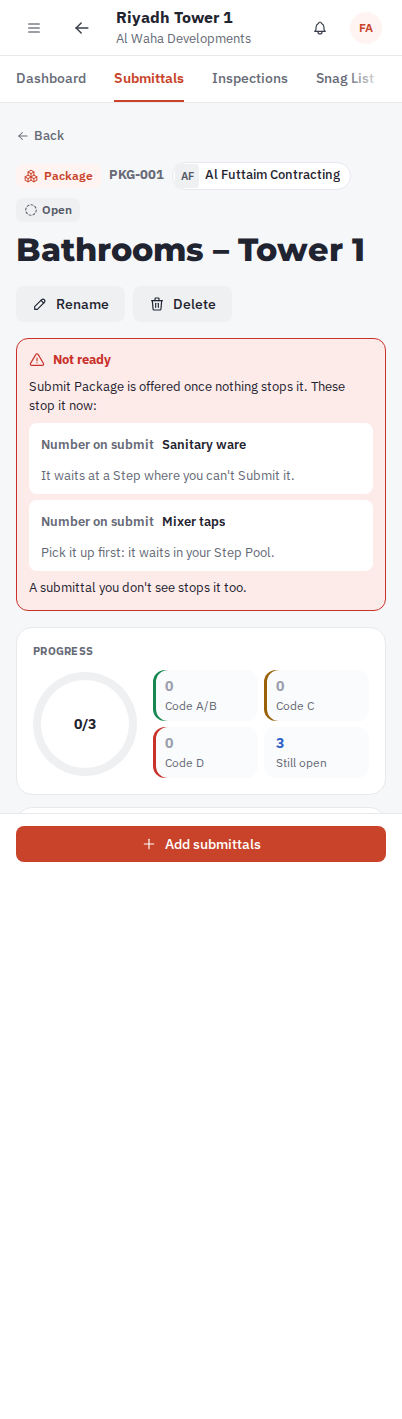 Riyadh Tower 1
Al Waha Developments
FA
Dashboard
Submittals
Inspections
Snag List
Back
Package
PKG-001
AF
Al Futtaim Contracting
Open
Bathrooms – Tower 1
Rename
Delete
Not ready
Submit Package is offered once nothing stops it. These
stop it now:
Number on submit Sanitary ware
It waits at a Step where you can't Submit it.
Number on submit Mixer taps
Pick it up first: it waits in your Step Pool.
A submittal you don't see stops it too.
PROGRESS
0/3
0
Code A/B
0
Code C
0
Code D
3
Still open
Add submittals